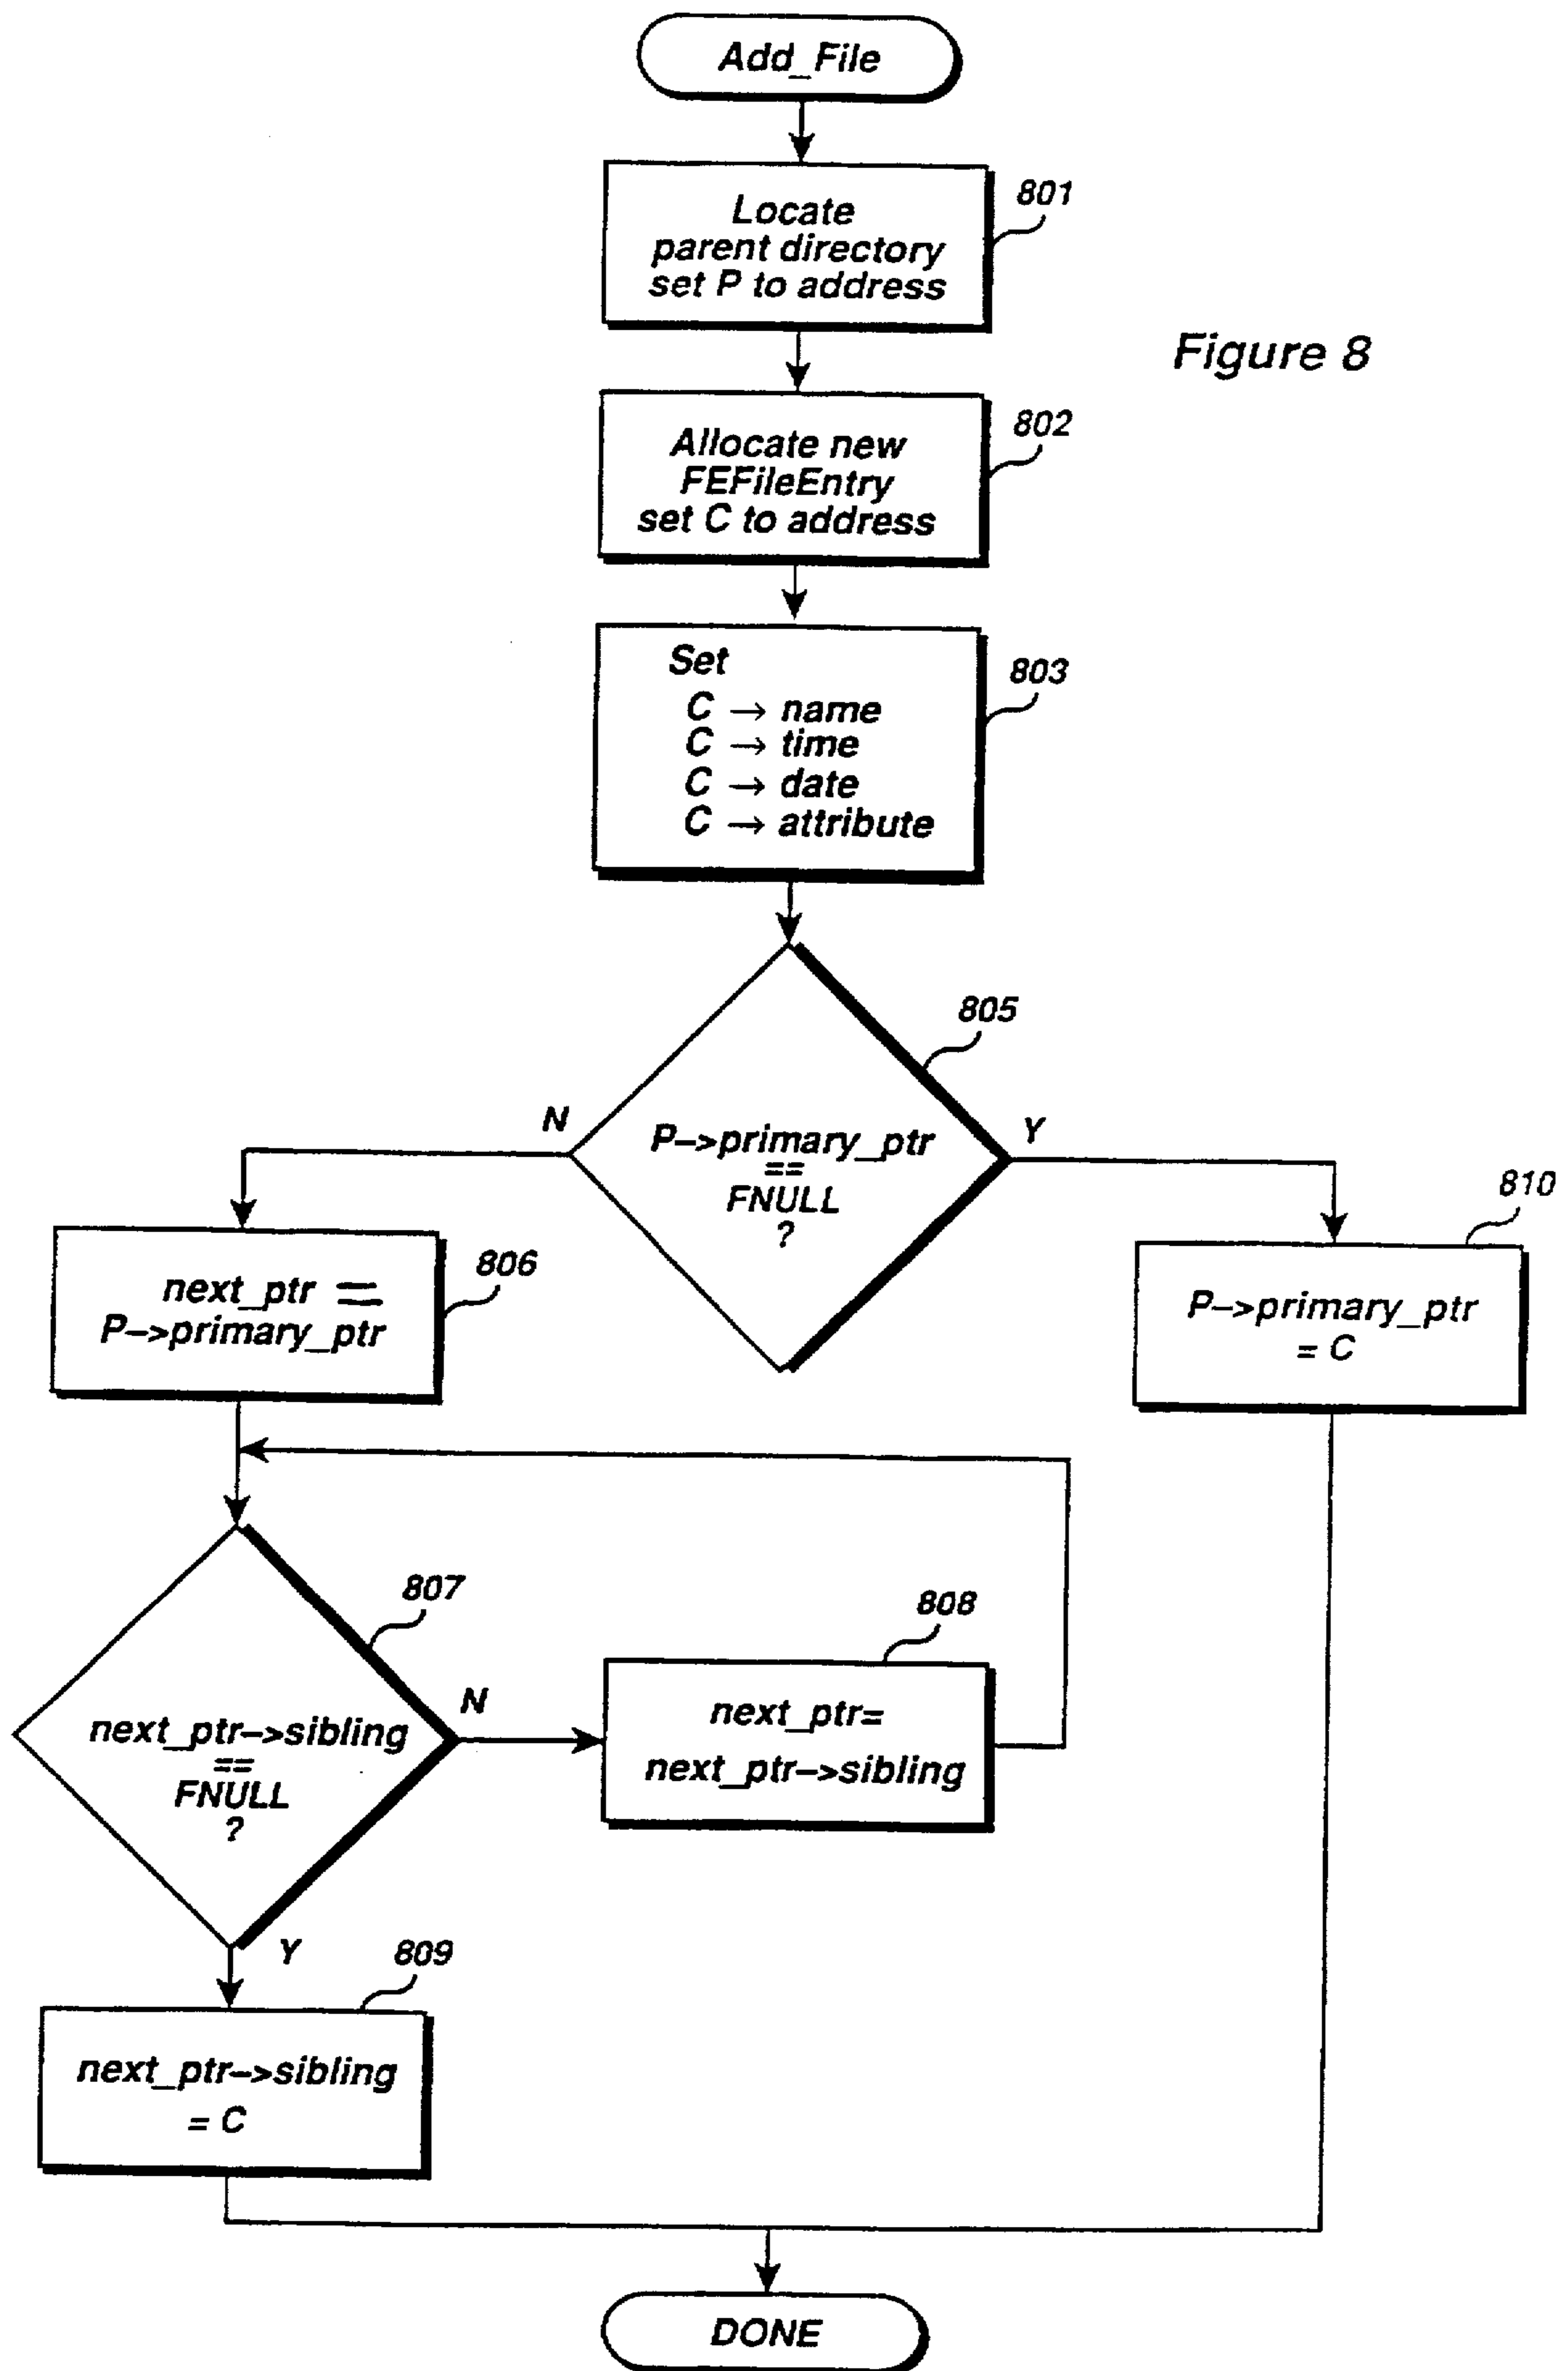 Add_File
801
Locate
parent directory
set P to address
Figure 8
802
Allocate new
FEFileEntry
set C to address
803
Set
C → name
C → time
C → date
C → attribute
805
N
Y
P–>primary_ptr
==
FNULL
?
810
806
next_ptr =
P–>primary_ptr
P–>primary_ptr
= C
807
808
N
next_ptr–>sibling
==
FNULL
?
next_ptr=
next_ptr–>sibling
Y
809
next_ptr–>sibling
= C
DONE